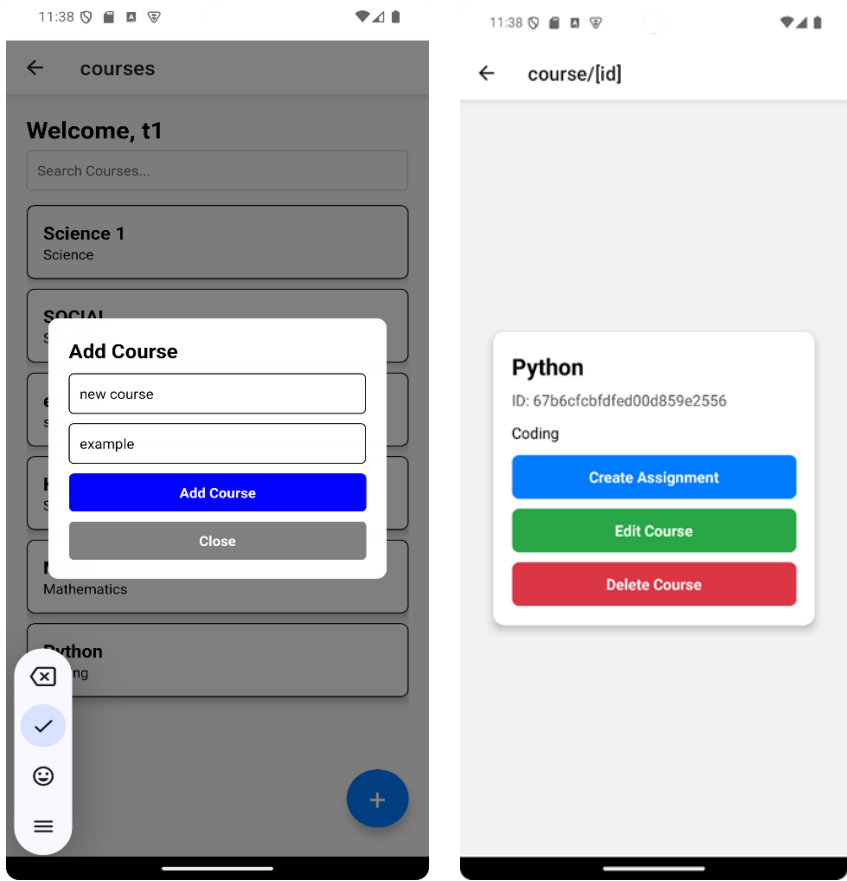 11:38
courses
Welcome, t1
Search Courses...
Science 1
Science
SOCIAL
Add Course
new course
example
Add Course
Close
Mathematics
Python
11:38
course/[id]
Python
ID: 67b6cfcbfdfed00d859e2556
Coding
Create Assignment
Edit Course
Delete Course